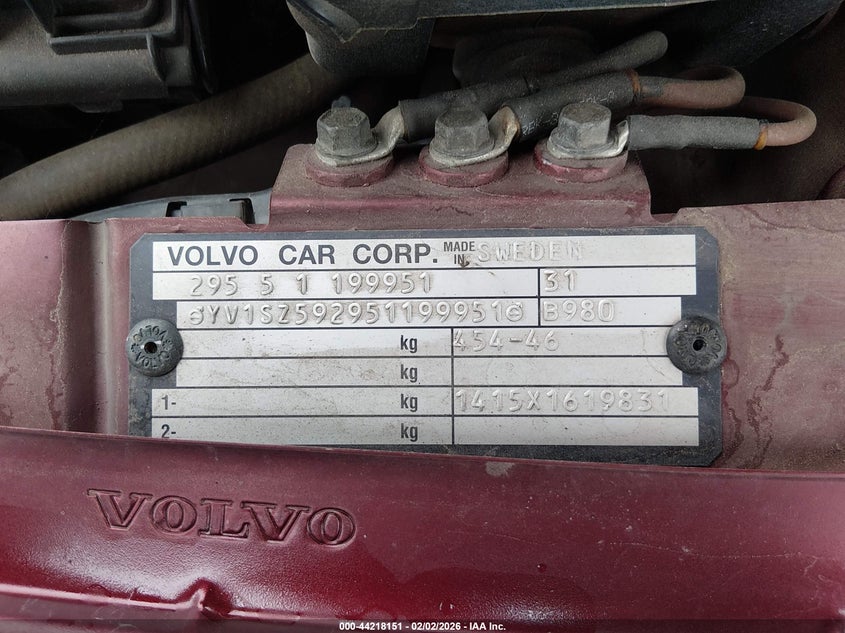 VOLVO CAR CORP. MADE IN SWEDEN
295 5 1 199951 31
YV1SZ592951199951 B980
kg 454-46
kg
1- kg 1415X1619831
2- kg
VOLVO
000-44218151 - 02/02/2026 - IAA Inc.